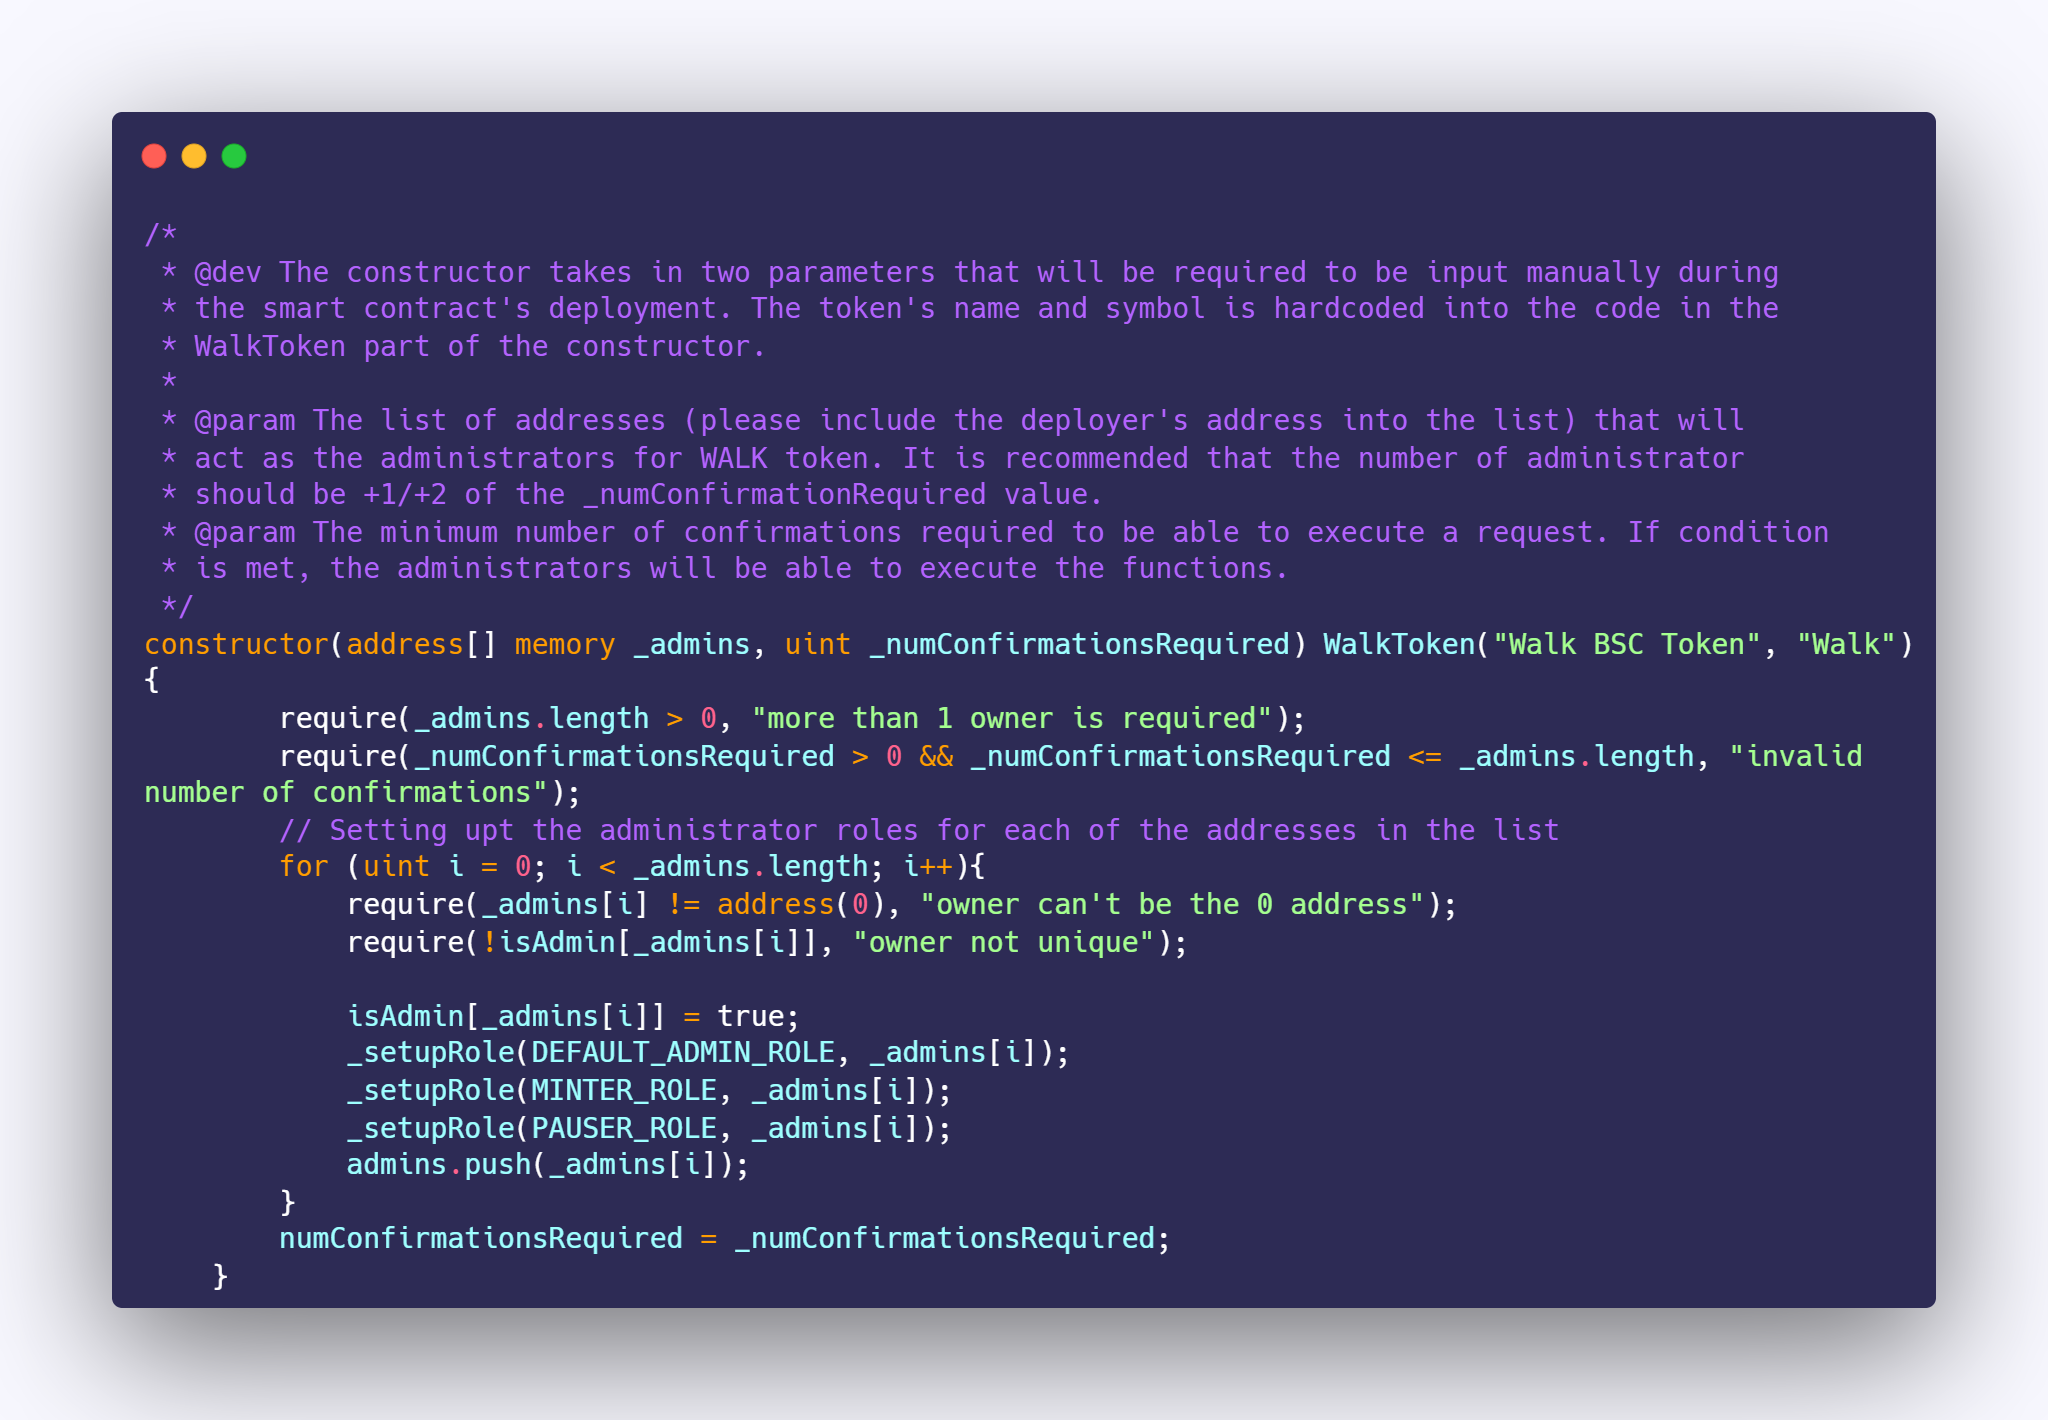 /*
 * @dev The constructor takes in two parameters that will be required to be input manually during
 * the smart contract's deployment. The token's name and symbol is hardcoded into the code in the
 * WalkToken part of the constructor.
 *
 * @param The list of addresses (please include the deployer's address into the list) that will
 * act as the administrators for WALK token. It is recommended that the number of administrator
 * should be +1/+2 of the _numConfirmationRequired value.
 * @param The minimum number of confirmations required to be able to execute a request. If condition
 * is met, the administrators will be able to execute the functions.
 */
constructor(address[] memory _admins, uint _numConfirmationsRequired) WalkToken("Walk BSC Token", "Walk")
{
        require(_admins.length > 0, "more than 1 owner is required");
        require(_numConfirmationsRequired > 0 && _numConfirmationsRequired <= _admins.length, "invalid
number of confirmations");
        // Setting upt the administrator roles for each of the addresses in the list
        for (uint i = 0; i < _admins.length; i++){
            require(_admins[i] != address(0), "owner can't be the 0 address");
            require(!isAdmin[_admins[i]], "owner not unique");

            isAdmin[_admins[i]] = true;
            _setupRole(DEFAULT_ADMIN_ROLE, _admins[i]);
            _setupRole(MINTER_ROLE, _admins[i]);
            _setupRole(PAUSER_ROLE, _admins[i]);
            admins.push(_admins[i]);
        }
        numConfirmationsRequired = _numConfirmationsRequired;
    }